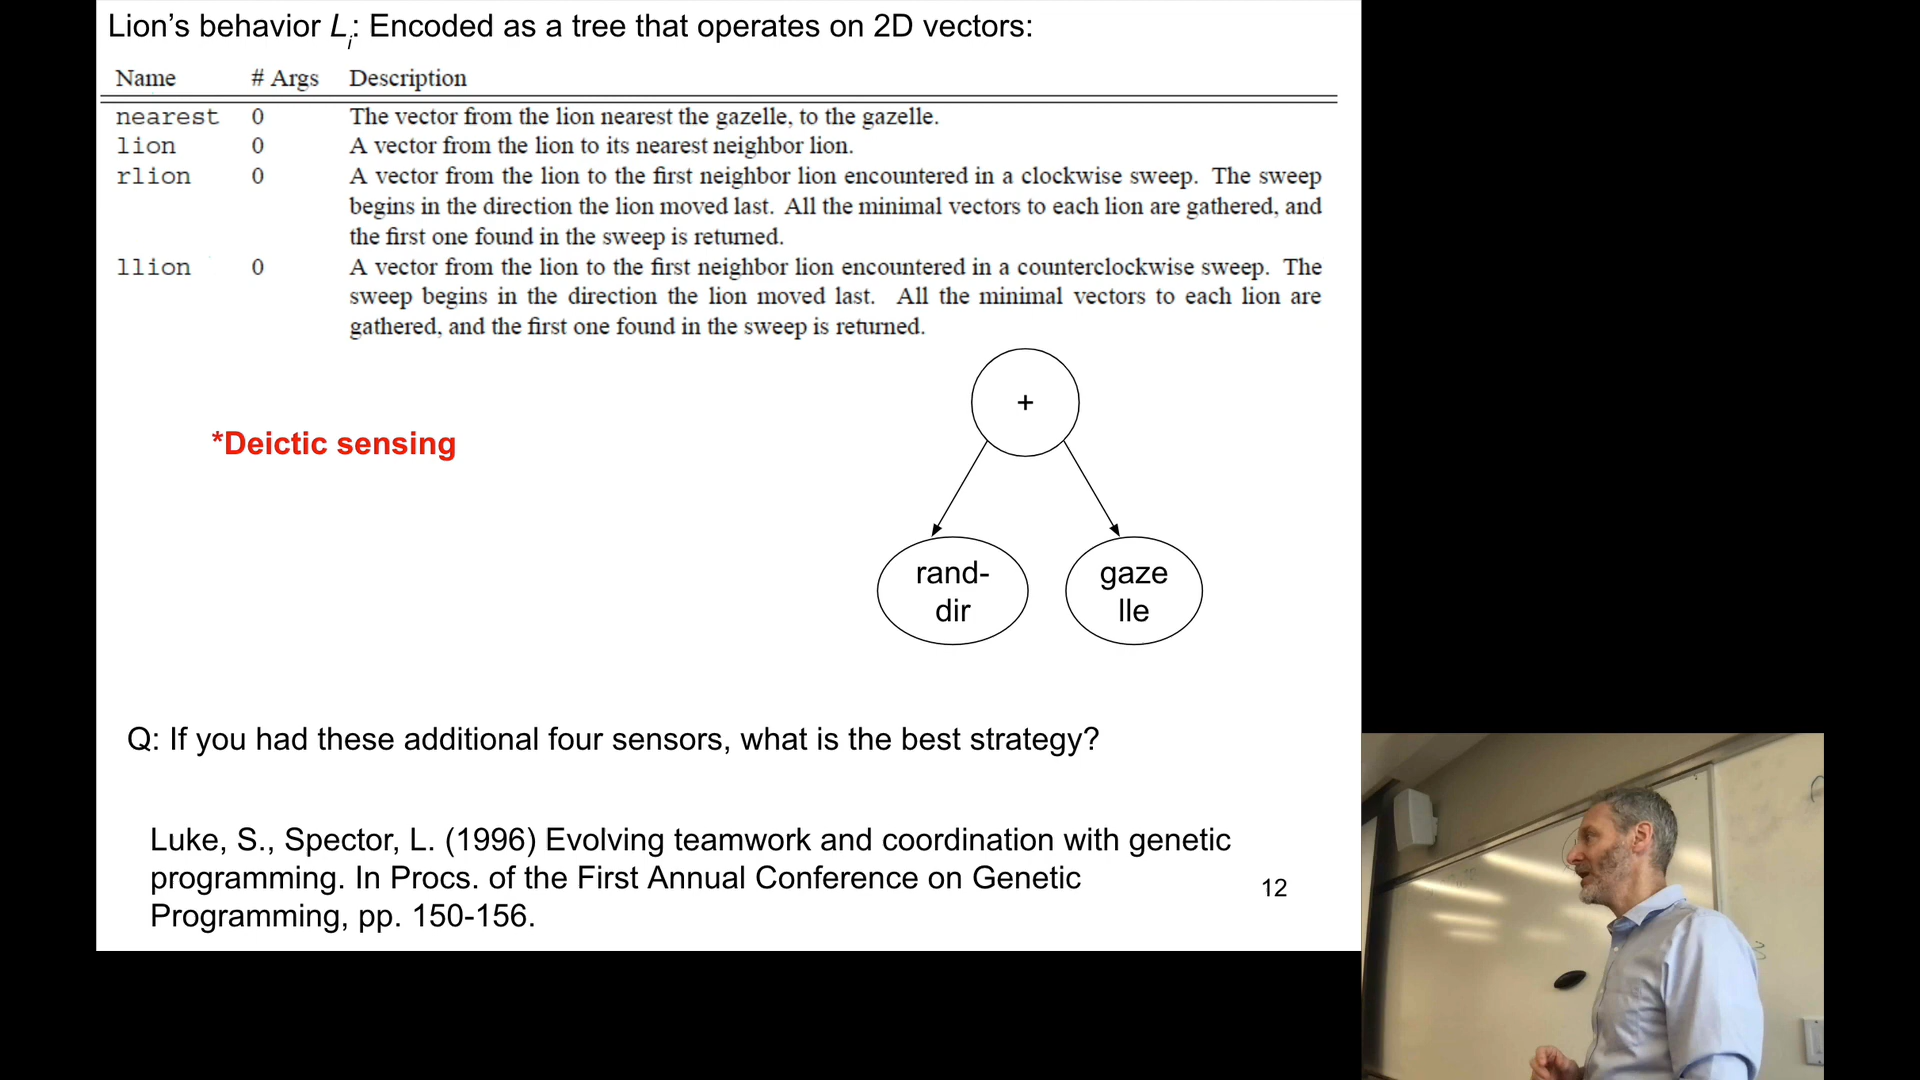 Lion’s behavior Li: Encoded as a tree that operates on 2D vectors:
Name # Args Description
nearest 0 The vector from the lion nearest the gazelle, to the gazelle.
lion 0 A vector from the lion to its nearest neighbor lion.
rlion 0 A vector from the lion to the first neighbor lion encountered in a clockwise sweep. The sweep
begins in the direction the lion moved last. All the minimal vectors to each lion are gathered, and
the first one found in the sweep is returned.
llion 0 A vector from the lion to the first neighbor lion encountered in a counterclockwise sweep. The
sweep begins in the direction the lion moved last. All the minimal vectors to each lion are
gathered, and the first one found in the sweep is returned.
+
*Deictic sensing
rand-
dir
gaze
lle
Q: If you had these additional four sensors, what is the best strategy?
Luke, S., Spector, L. (1996) Evolving teamwork and coordination with genetic
programming. In Procs. of the First Annual Conference on Genetic
Programming, pp. 150-156.
12